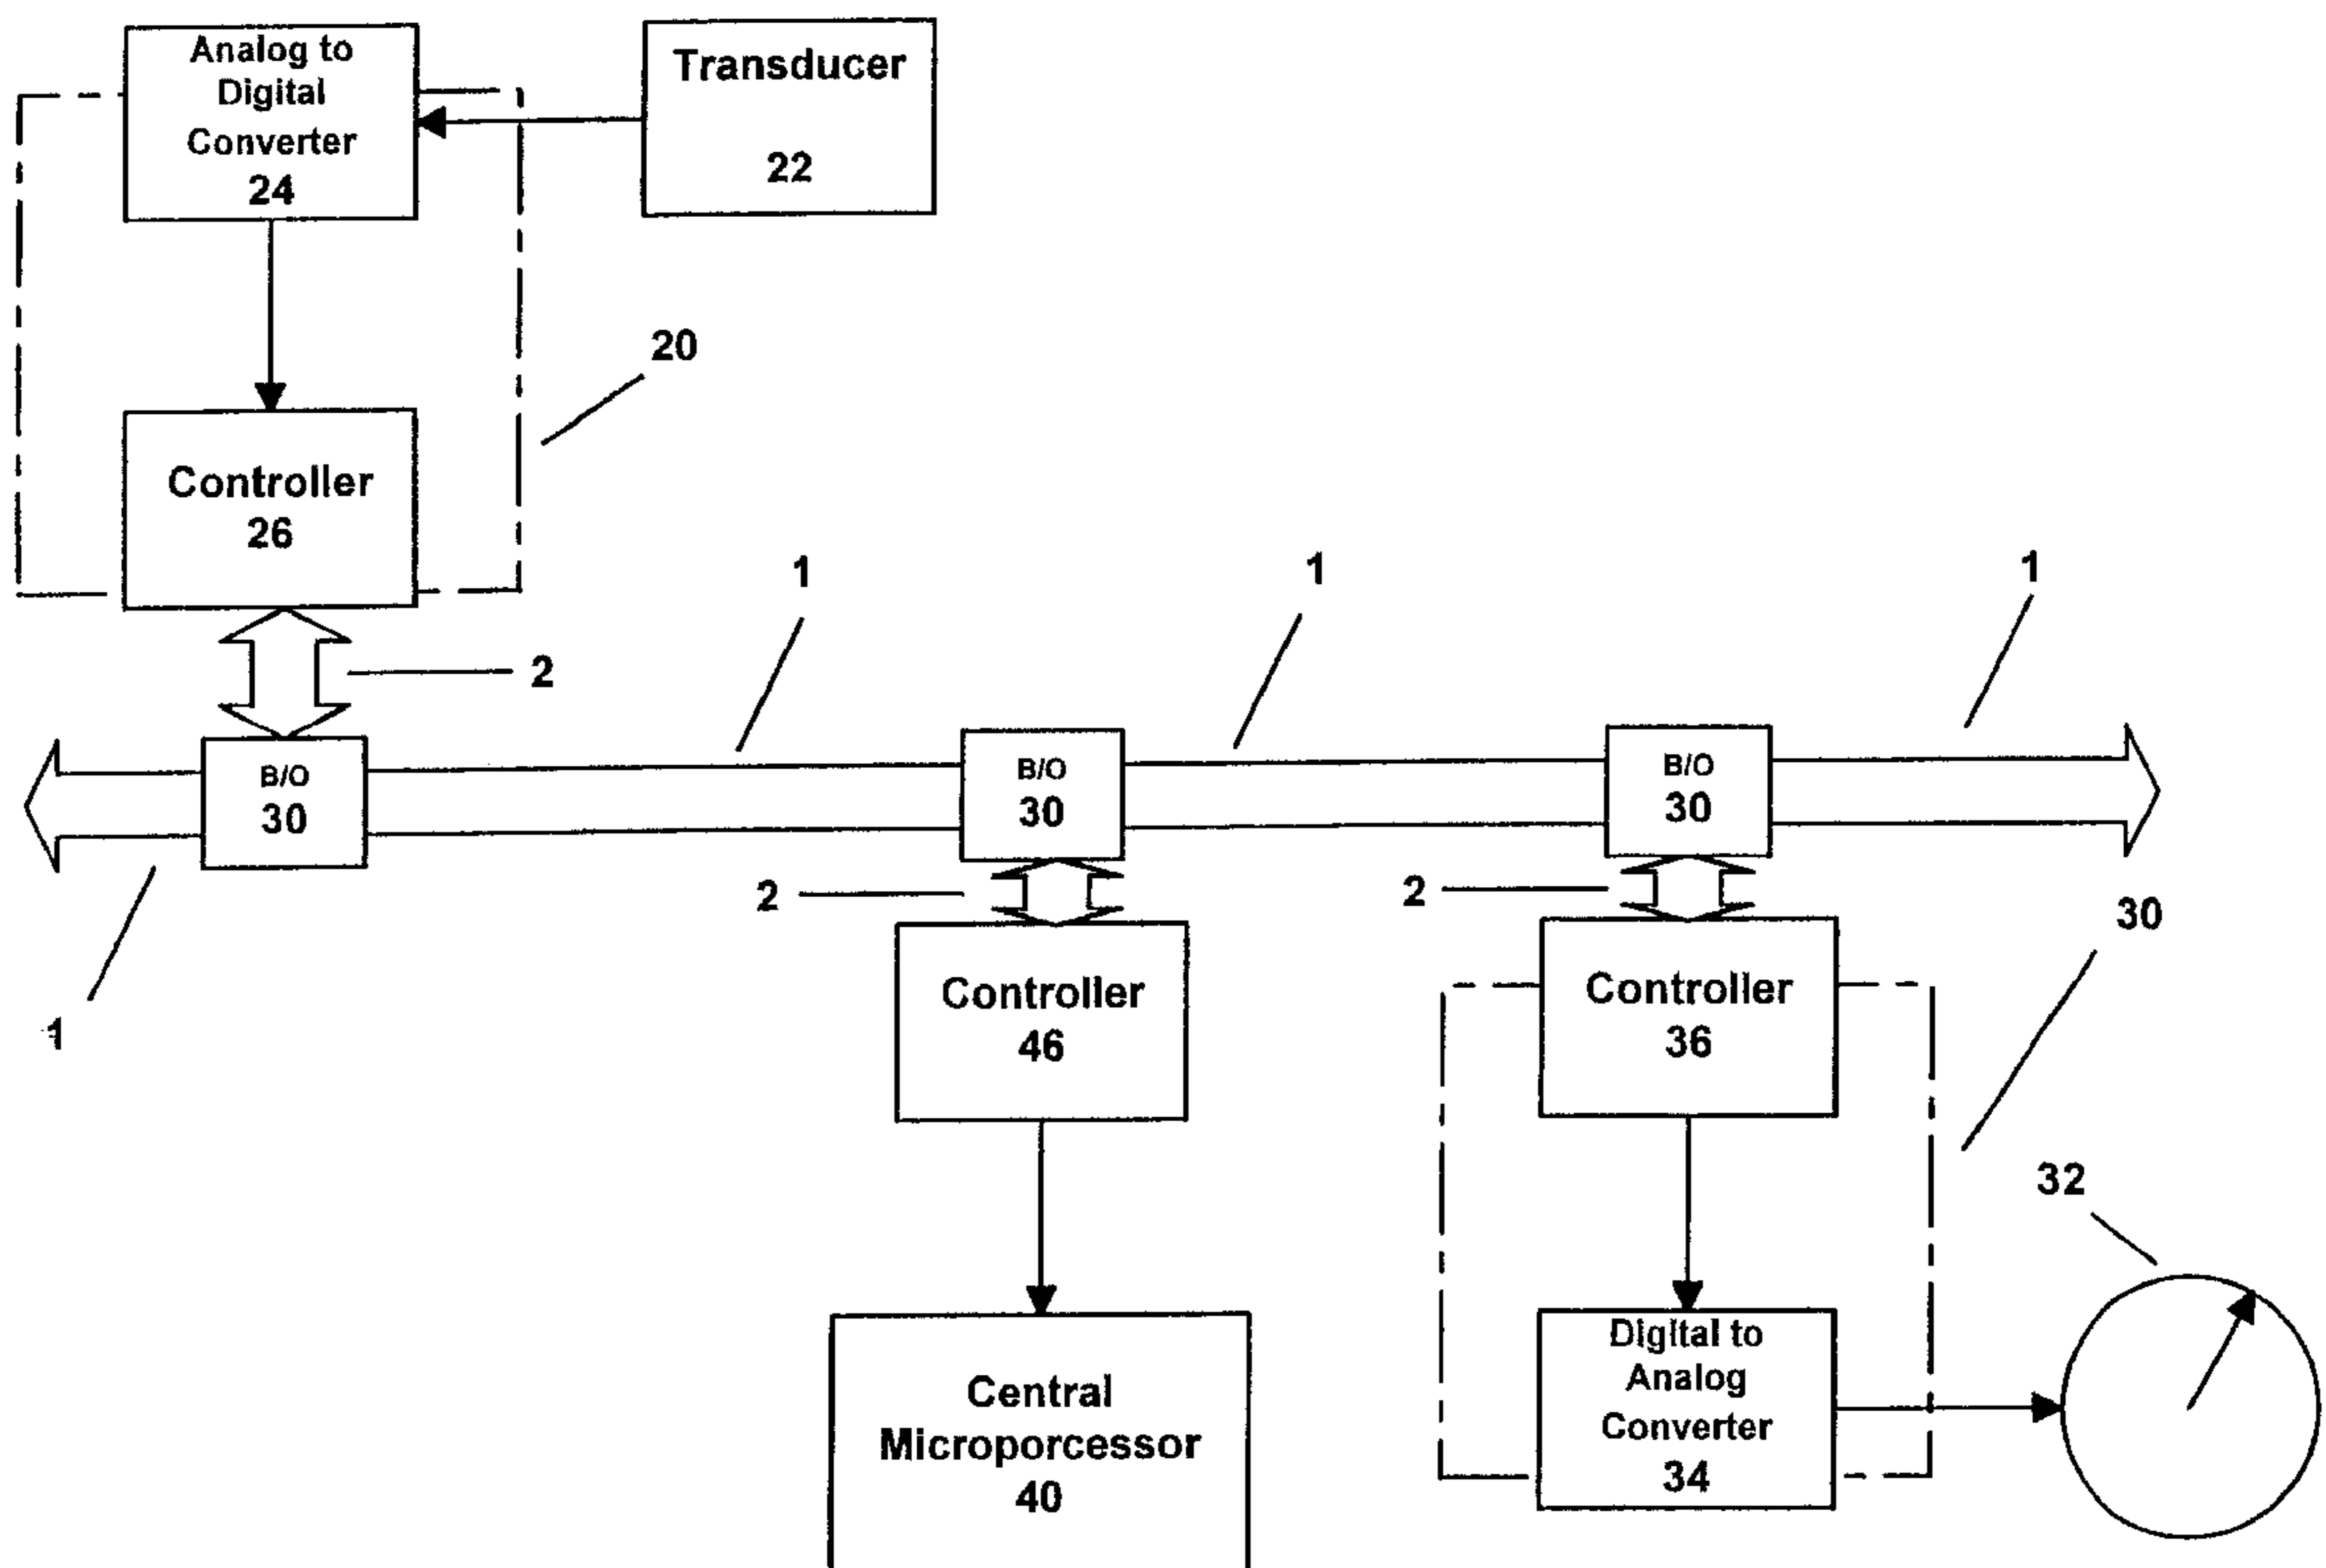 Analog to
Digital
Converter
24
Transducer
22
20
Controller
26
1
1
1
2
B/O
30
B/O
30
B/O
30
2
2
30
1
Controller
46
Controller
36
32
Central
Microporcessor
40
Digital to
Analog
Converter
34